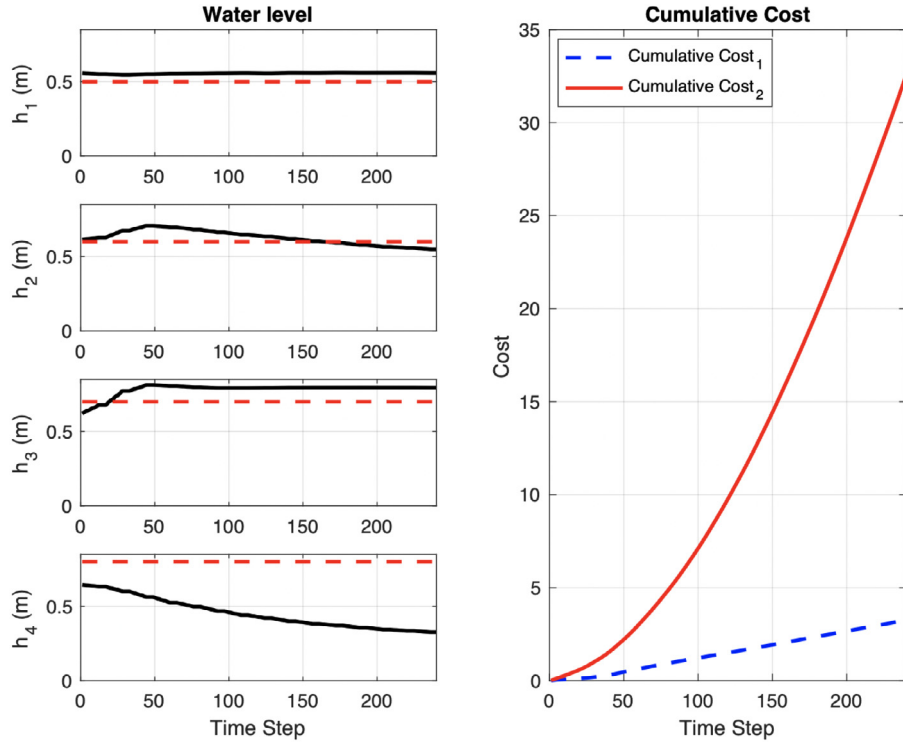 Water level
0.5
0
h1 (m)
0 50 100 150 200
0.5
0
h2 (m)
0 50 100 150 200
0.5
0
h3 (m)
0 50 100 150 200
0.5
0
h4 (m)
0 50 100 150 200
Time Step
Cumulative Cost
Cumulative Cost1
Cumulative Cost2
35
30
25
20
15
10
5
0
Cost
0 50 100 150 200
Time Step